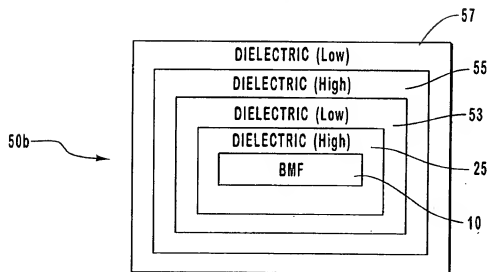 57
DIELECTRIC (Low)
55
DIELECTRIC (High)
53
DIELECTRIC (Low)
50b
DIELECTRIC (High)
25
BMF
10